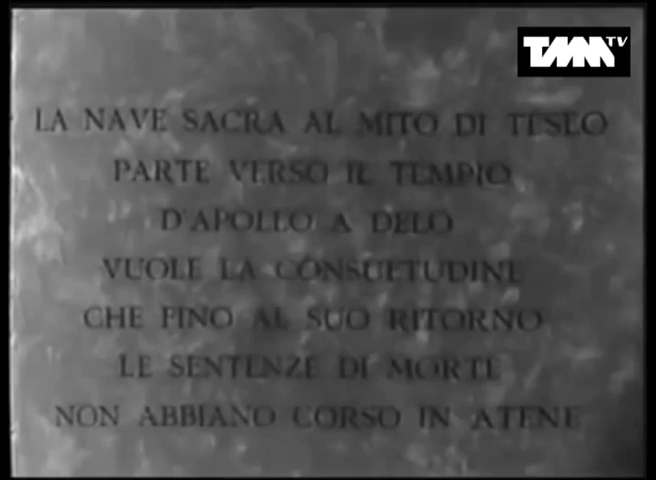 TMM TV
LA NAVE SACRA AL MITO DI TESEO
PARTE VERSO IL TEMPIO
D'APOLLO A DELO
VUOLE LA CONSUETUDINE
CHE FINO AL SUO RITORNO
LE SENTENZE DI MORTE
NON ABBIANO CORSO IN ATENE